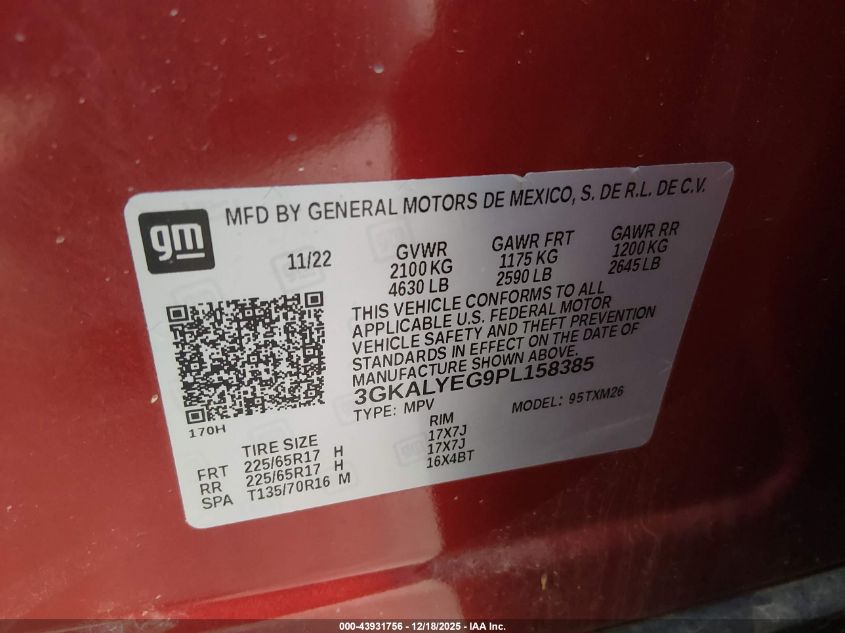 gm
MFD BY GENERAL MOTORS DE MEXICO, S. DE R.L. DE C.V.
11/22
GVWR
2100 KG
4630 LB
GAWR FRT
1175 KG
2590 LB
GAWR RR
1200 KG
2645 LB
THIS VEHICLE CONFORMS TO ALL
APPLICABLE U.S. FEDERAL MOTOR
VEHICLE SAFETY AND THEFT PREVENTION
STANDARDS IN EFFECT ON THE DATE OF
MANUFACTURE SHOWN ABOVE.
3GKALYEG9PL158385
TYPE: MPV MODEL: 95TXM26
170H
TIRE SIZE RIM
FRT 225/65R17 H 17X7J
RR 225/65R17 H 17X7J
SPA T135/70R16 M 16X4BT
000-43931756 – 12/18/2025 – IAA Inc.